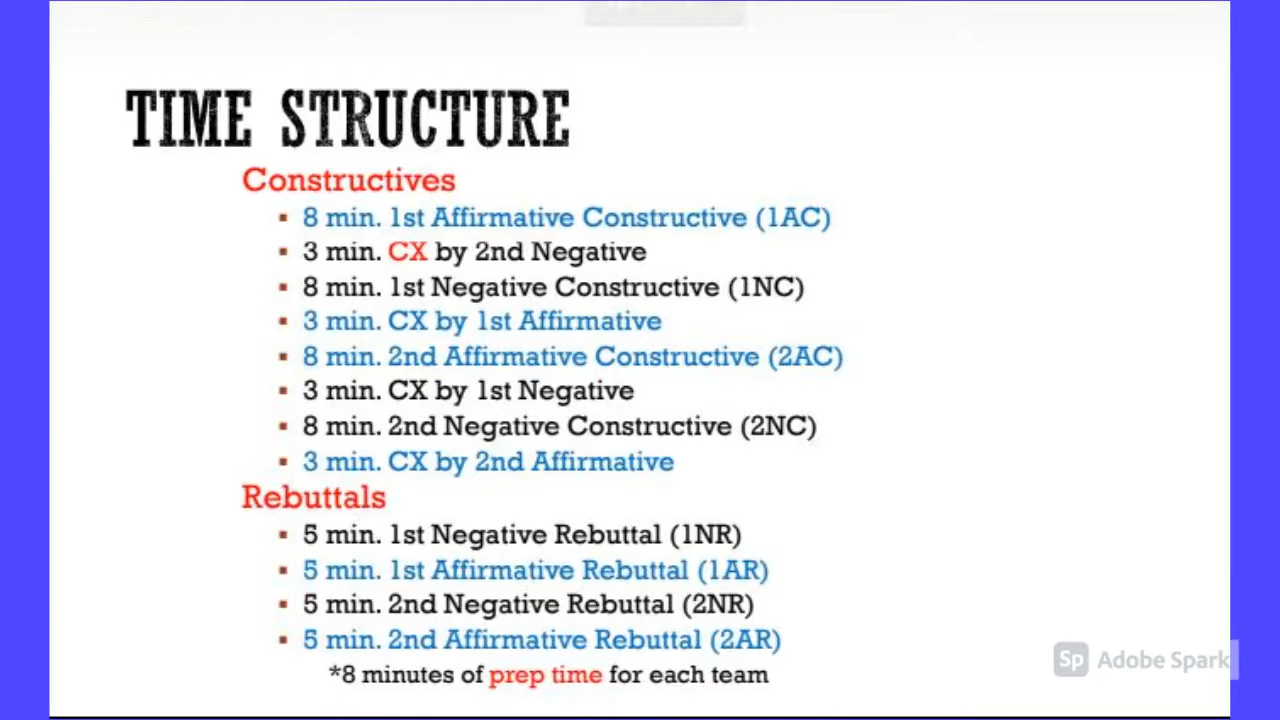 TIME STRUCTURE
Constructives
▪ 8 min. 1st Affirmative Constructive (1AC)
▪ 3 min. CX by 2nd Negative
▪ 8 min. 1st Negative Constructive (1NC)
▪ 3 min. CX by 1st Affirmative
▪ 8 min. 2nd Affirmative Constructive (2AC)
▪ 3 min. CX by 1st Negative
▪ 8 min. 2nd Negative Constructive (2NC)
▪ 3 min. CX by 2nd Affirmative
Rebuttals
▪ 5 min. 1st Negative Rebuttal (1NR)
▪ 5 min. 1st Affirmative Rebuttal (1AR)
▪ 5 min. 2nd Negative Rebuttal (2NR)
▪ 5 min. 2nd Affirmative Rebuttal (2AR)
*8 minutes of prep time for each team
Sp Adobe Spark